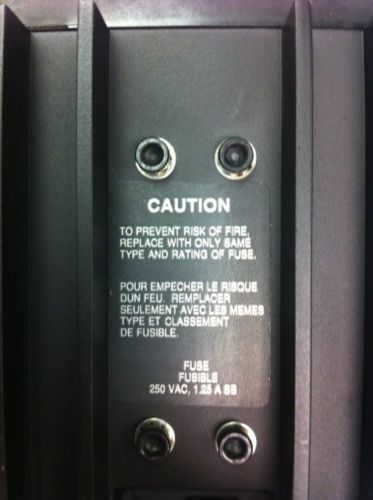 CAUTION
TO PREVENT RISK OF FIRE,
REPLACE WITH ONLY SAME
TYPE AND RATING OF FUSE.
POUR EMPECHER LE RISQUE
DUN FEU. REMPLACER
SEULEMENT AVEC LES MEMES
TYPE ET CLASSEMENT
DE FUSIBLE.
FUSE
FUSIBLE
250 VAC, 1.25 A SB